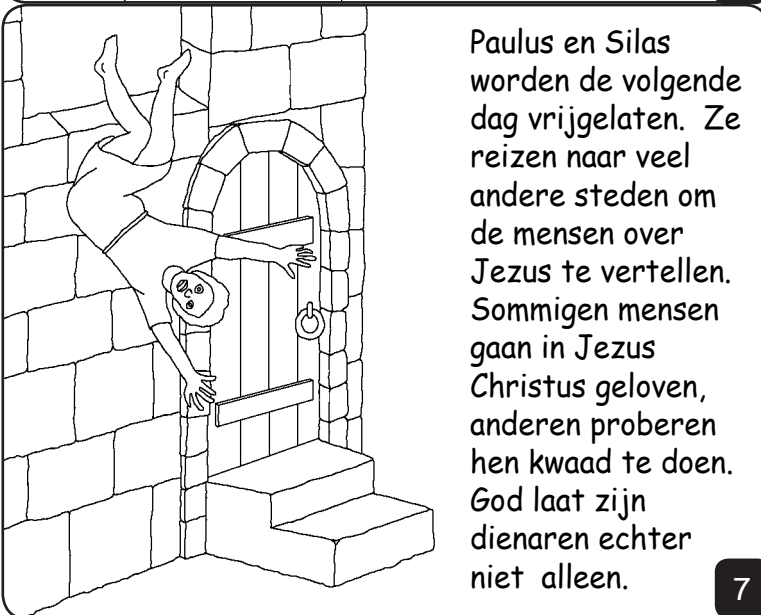 Paulus en Silas
worden de volgende
dag vrijgelaten.  Ze
reizen naar veel
andere steden om
de mensen over
Jezus te vertellen.
Sommigen mensen
gaan in Jezus
Christus geloven,
anderen proberen
hen kwaad te doen.
God laat zijn
dienaren echter
niet  alleen.
7